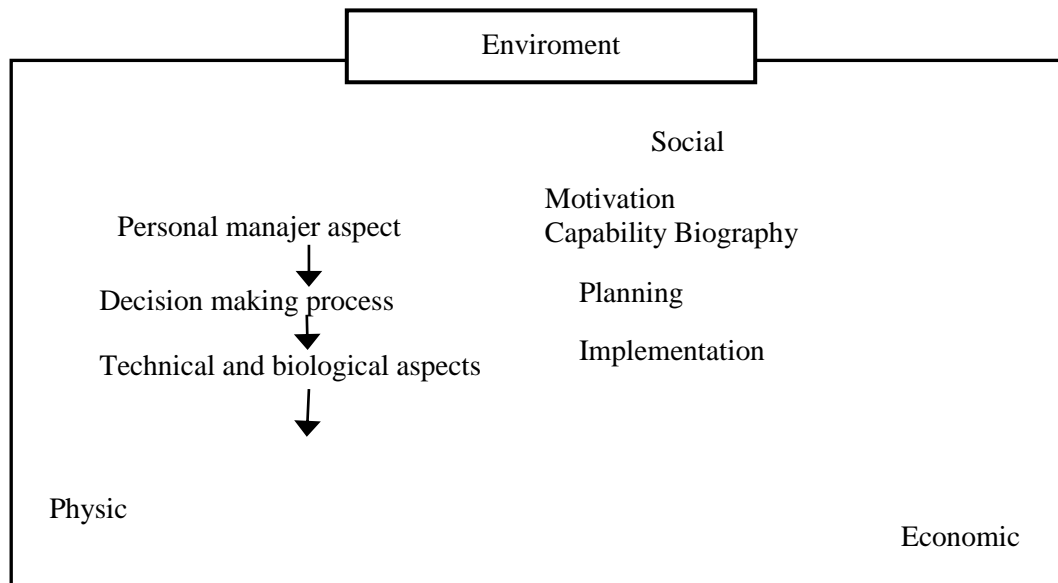 Enviroment
Social
Motivation
Capability Biography
Personal manajer aspect
Decision making process
Planning
Technical and biological aspects
Implementation
Physic
Economic